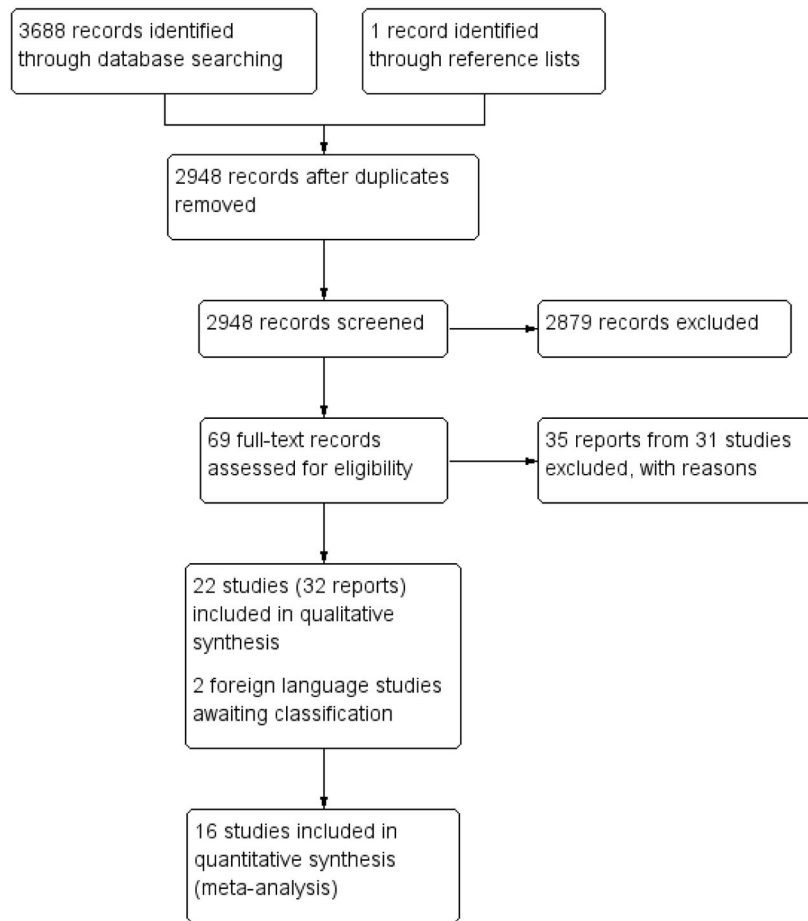 3688 records identified
through database searching
1 record identified
through reference lists
2948 records after duplicates
removed
2948 records screened
2879 records excluded
69 full-text records
assessed for eligibility
35 reports from 31 studies
excluded, with reasons
22 studies (32 reports)
included in qualitative
synthesis
2 foreign language studies
awaiting classification
16 studies included in
quantitative synthesis
(meta-analysis)